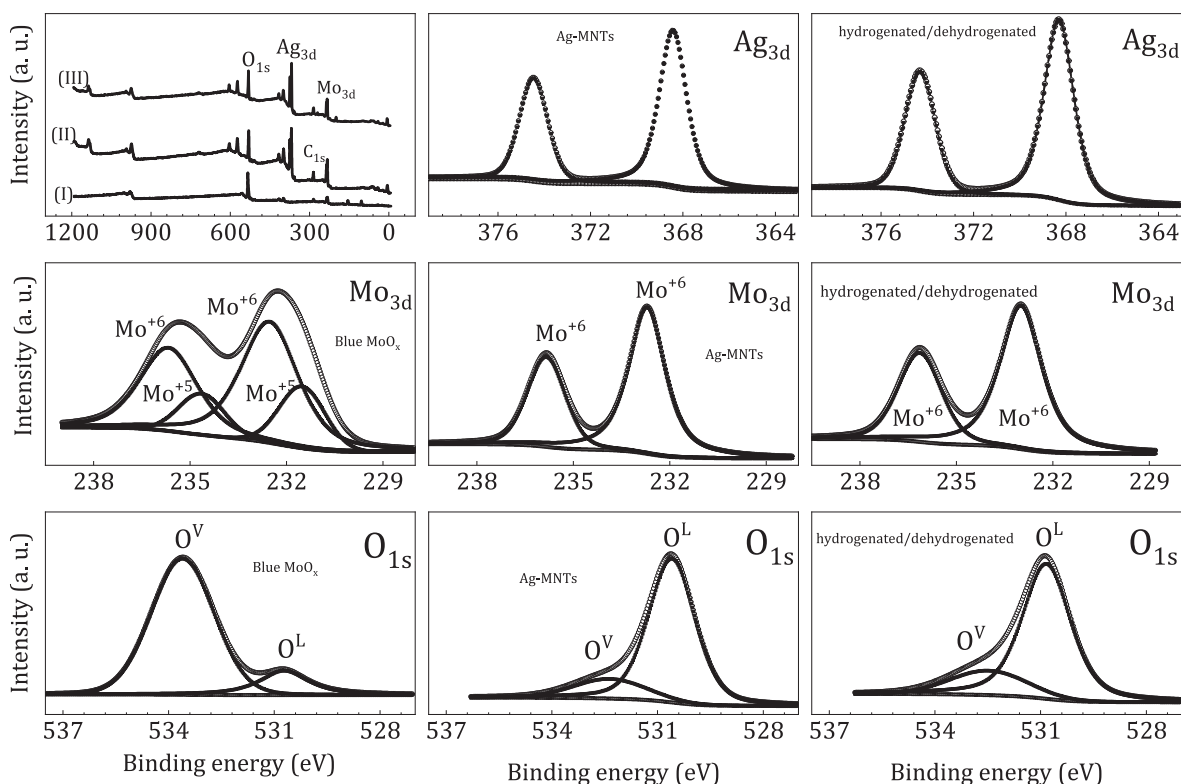 Intensity (a. u.)
(III)
(II)
(I)
O1s
Ag3d
Mo3d
C1s
1200 900 600 300 0
Ag-MNTs
Ag3d
376 372 368 364
hydrogenated/dehydrogenated
Ag3d
376 372 368 364
Intensity (a. u.)
Mo+6
Mo+6
Mo3d
Blue MoOx
Mo+5
Mo+5
238 235 232 229
Mo+6
Mo3d
Mo+6
Ag-MNTs
238 235 232 229
hydrogenated/dehydrogenated
Mo3d
Mo+6
Mo+6
238 235 232 229
Intensity (a. u.)
OV
O1s
Blue MoOx
OL
537 534 531 528
Binding energy (eV)
OL
O1s
Ag-MNTs
OV
534 531 528
Binding energy (eV)
hydrogenated/dehydrogenated
OL
O1s
OV
534 531 528
Binding energy (eV)